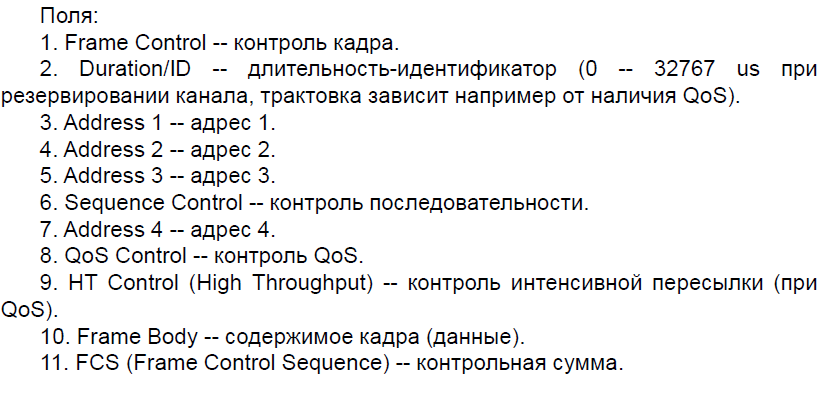 Поля:
1. Frame Control -- контроль кадра.
2. Duration/ID -- длительность-идентификатор (0 -- 32767 us при
резервировании канала, трактовка зависит например от наличия QoS).
3. Address 1 -- адрес 1.
4. Address 2 -- адрес 2.
5. Address 3 -- адрес 3.
6. Sequence Control -- контроль последовательности.
7. Address 4 -- адрес 4.
8. QoS Control -- контроль QoS.
9. HT Control (High Throughput) -- контроль интенсивной пересылки (при
QoS).
10. Frame Body -- содержимое кадра (данные).
11. FCS (Frame Control Sequence) -- контрольная сумма.